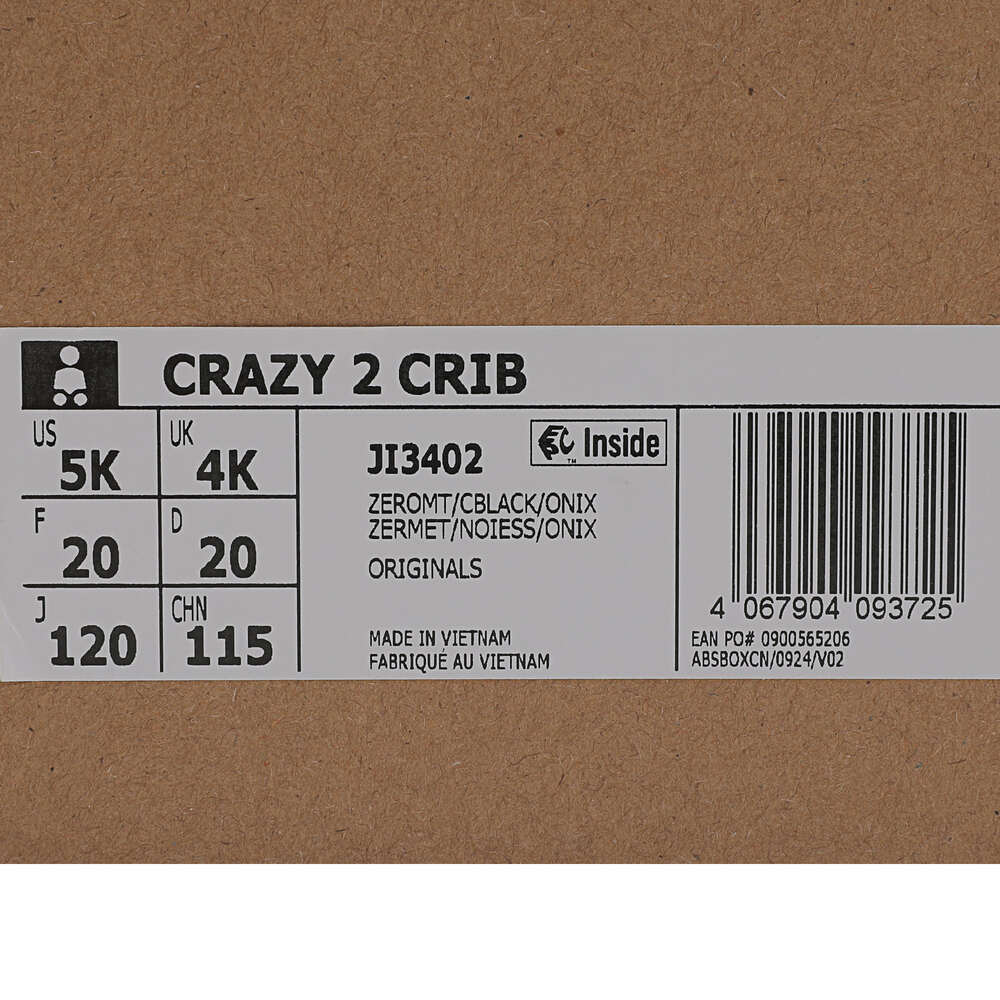 CRAZY 2 CRIB
US 5K UK 4K
F 20 D 20
J 120 CHN 115
JI3402
Inside
TM
ZEROMT/CBLACK/ONIX
ZERMET/NOIESS/ONIX
ORIGINALS
MADE IN VIETNAM
FABRIQUÉ AU VIETNAM
4 067904 093725
EAN PO# 0900565206
ABSBOXCN/0924/V02